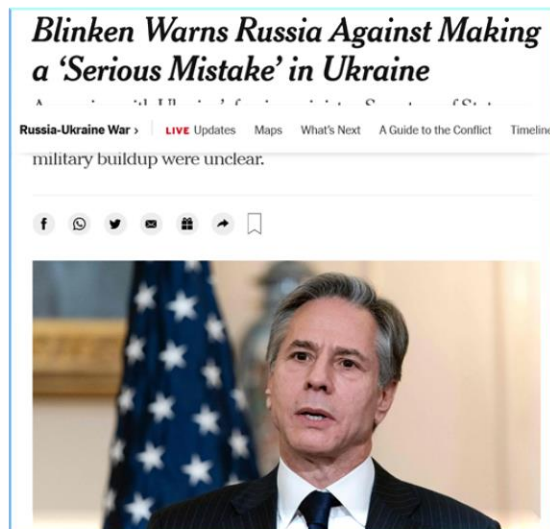 Blinken Warns Russia Against Making
a ‘Serious Mistake’ in Ukraine
Russia-Ukraine War › LIVE Updates Maps What's Next A Guide to the Conflict Timeline
military buildup were unclear.